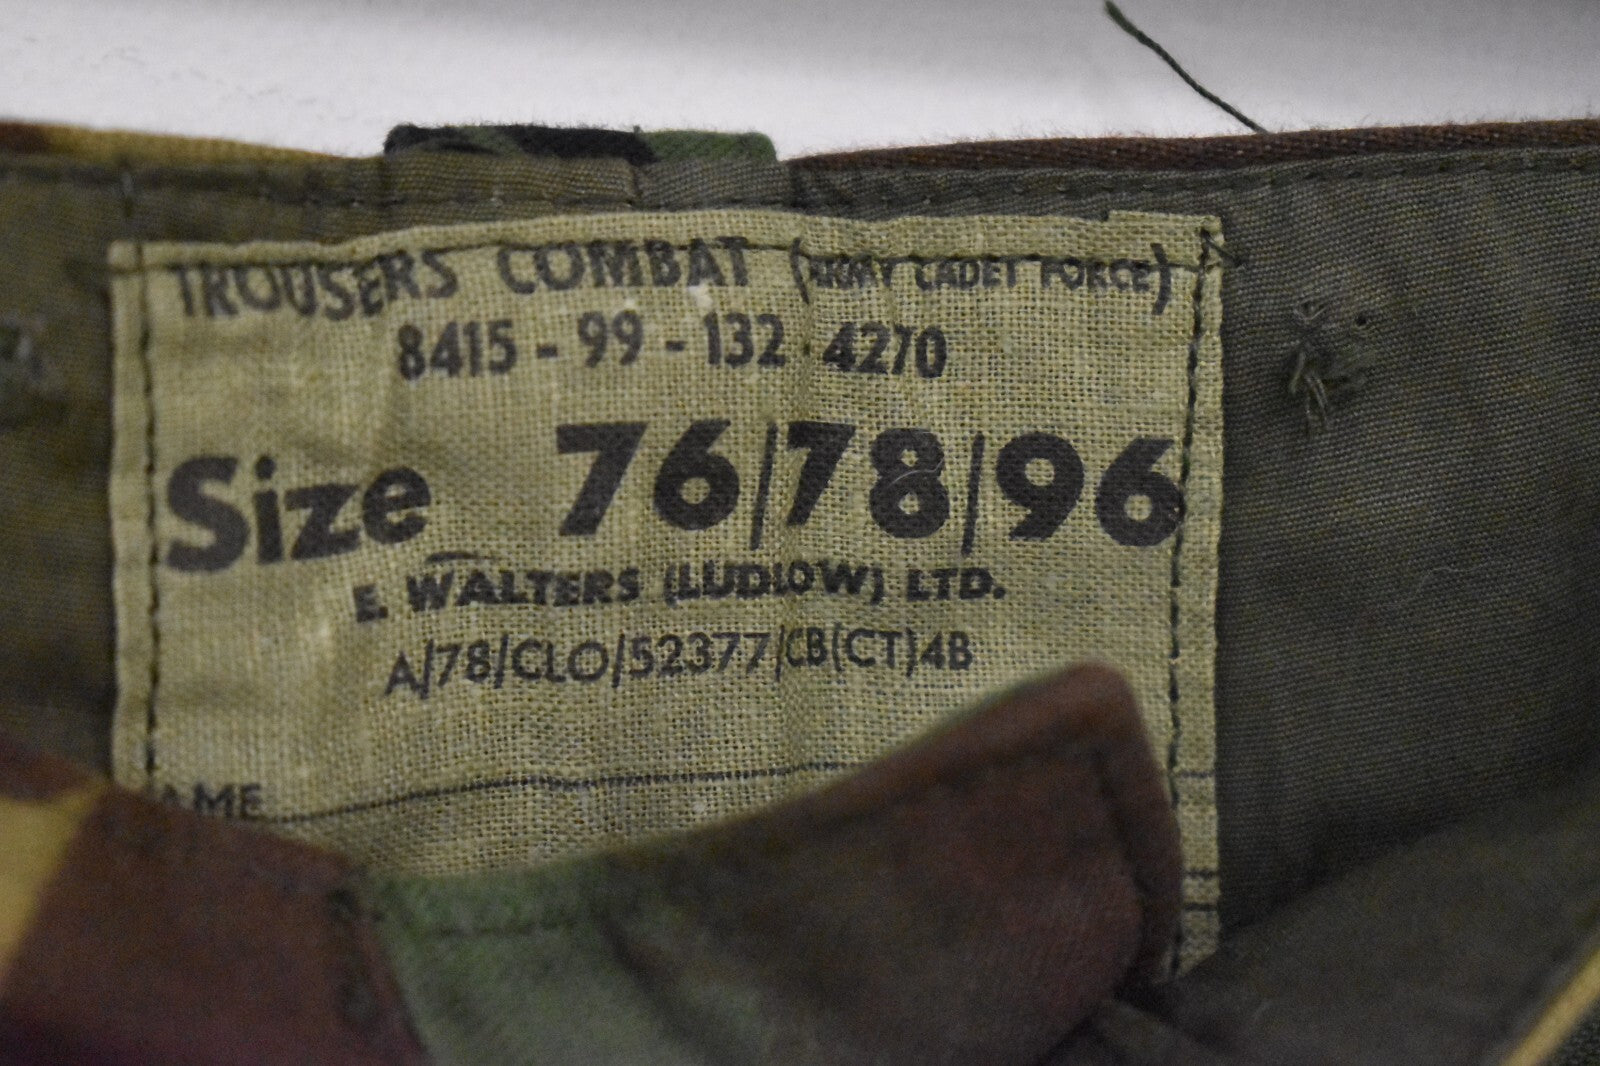 TROUSERS COMBAT (ARMY CADET FORCE)
8415 - 99 - 132 4270
Size 76/78/96
E. WALTERS (LUDLOW) LTD.
A/78/CLO/52377/CB(CT)4B
AME